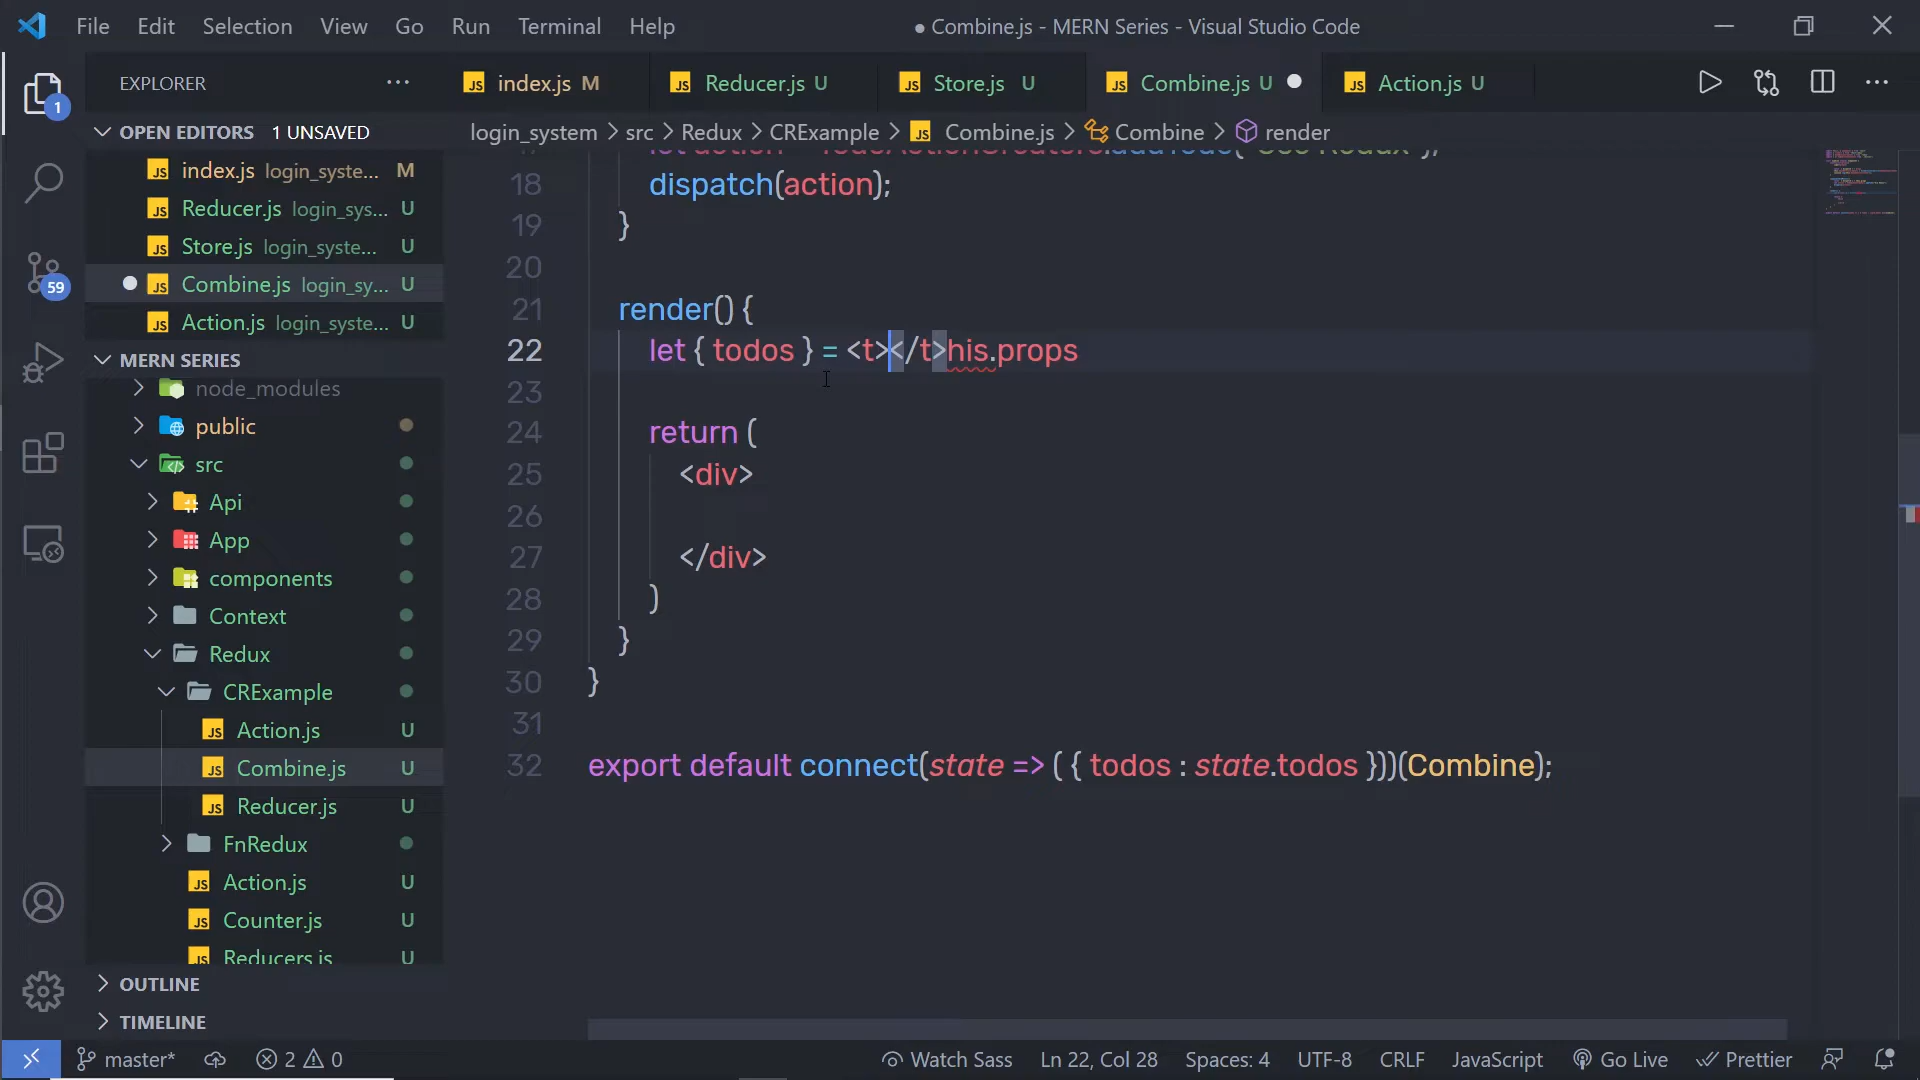 File Edit Selection View Go Run Terminal Help
● Combine.js - MERN Series - Visual Studio Code
EXPLORER
index.js M
Reducer.js U
Store.js U
Combine.js U
Action.js U
1
OPEN EDITORS 1 UNSAVED
login_system > src > Redux > CRExample > Combine.js > Combine > render
index.js login_syste... M
Reducer.js login_sys... U
Store.js login_syste... U
Combine.js login_sy... U
Action.js login_syste... U
59
MERN SERIES
node_modules
public
src
Api
App
components
Context
Redux
CRExample
Action.js U
Combine.js U
Reducer.js U
FnRedux
Action.js U
Counter.js U
Reducers.js U
OUTLINE
TIMELINE
18 dispatch(action);
19 }
20
21 render() {
22 let { todos } = <t></t>his.props
23
24 return (
25 <div>
26
27 </div>
28 )
29 }
30 }
31
32 export default connect(state => ( { todos : state.todos }))(Combine);
master* 2 0 Watch Sass Ln 22, Col 28 Spaces: 4 UTF-8 CRLF JavaScript Go Live Prettier